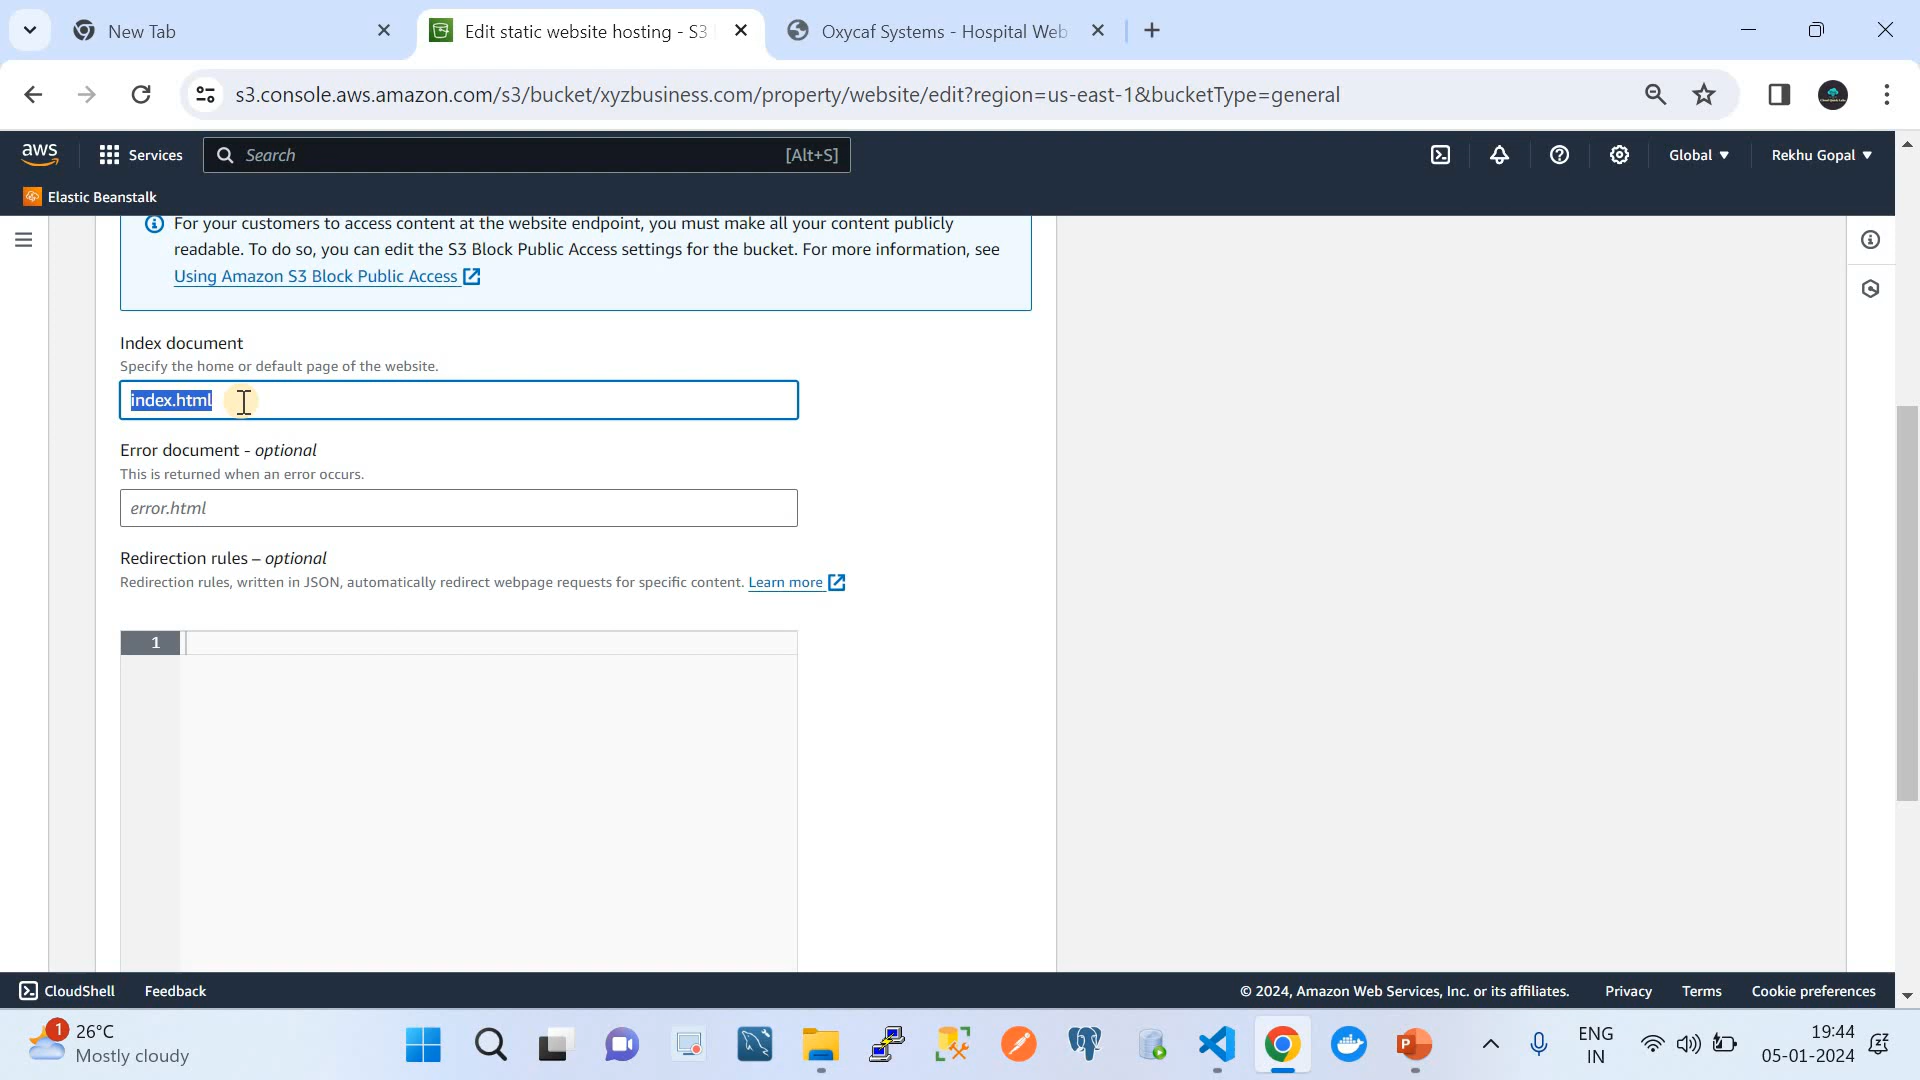 New Tab
Edit static website hosting - S3
Oxycaf Systems - Hospital Web
s3.console.aws.amazon.com/s3/bucket/xyzbusiness.com/property/website/edit?region=us-east-1&bucketType=general
aws
Services
Search
[Alt+S]
Global
Rekhu Gopal
Elastic Beanstalk
For your customers to access content at the website endpoint, you must make all your content publicly
readable. To do so, you can edit the S3 Block Public Access settings for the bucket. For more information, see
Using Amazon S3 Block Public Access
Index document
Specify the home or default page of the website.
index.html
Error document - optional
This is returned when an error occurs.
error.html
Redirection rules – optional
Redirection rules, written in JSON, automatically redirect webpage requests for specific content. Learn more
1
CloudShell
Feedback
© 2024, Amazon Web Services, Inc. or its affiliates.
Privacy
Terms
Cookie preferences
1
26°C
Mostly cloudy
ENG
IN
19:44
05-01-2024